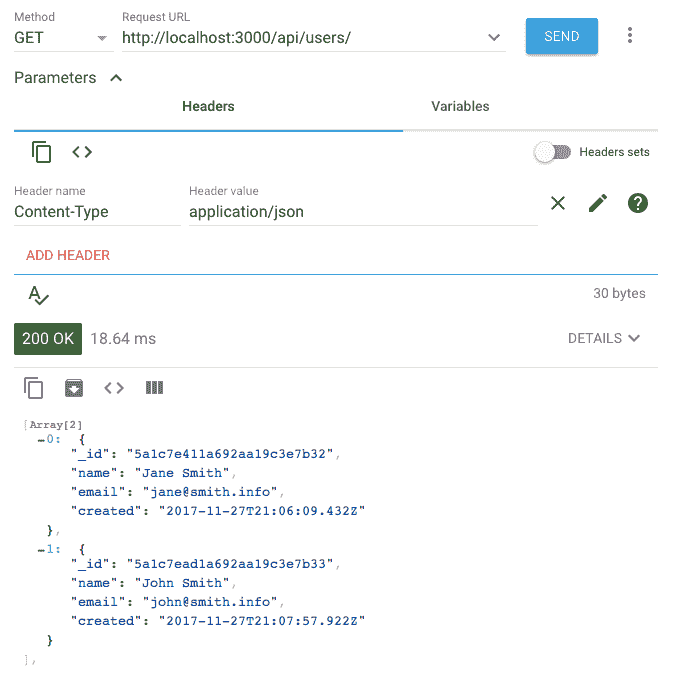 Method
GET
Request URL
http://localhost:3000/api/users/
SEND
Parameters
Headers
Variables
<>
Headers sets
Header name
Content-Type
Header value
application/json
?
ADD HEADER
30 bytes
200 OK
18.64 ms
DETAILS
<>
[Array[2]
-0: {
"_id": "5a1c7e411a692aa19c3e7b32",
"name": "Jane Smith",
"email": "jane@smith.info",
"created": "2017-11-27T21:06:09.432Z"
},
-1: {
"_id": "5a1c7ead1a692aa19c3e7b33",
"name": "John Smith",
"email": "john@smith.info",
"created": "2017-11-27T21:07:57.922Z"
}
],